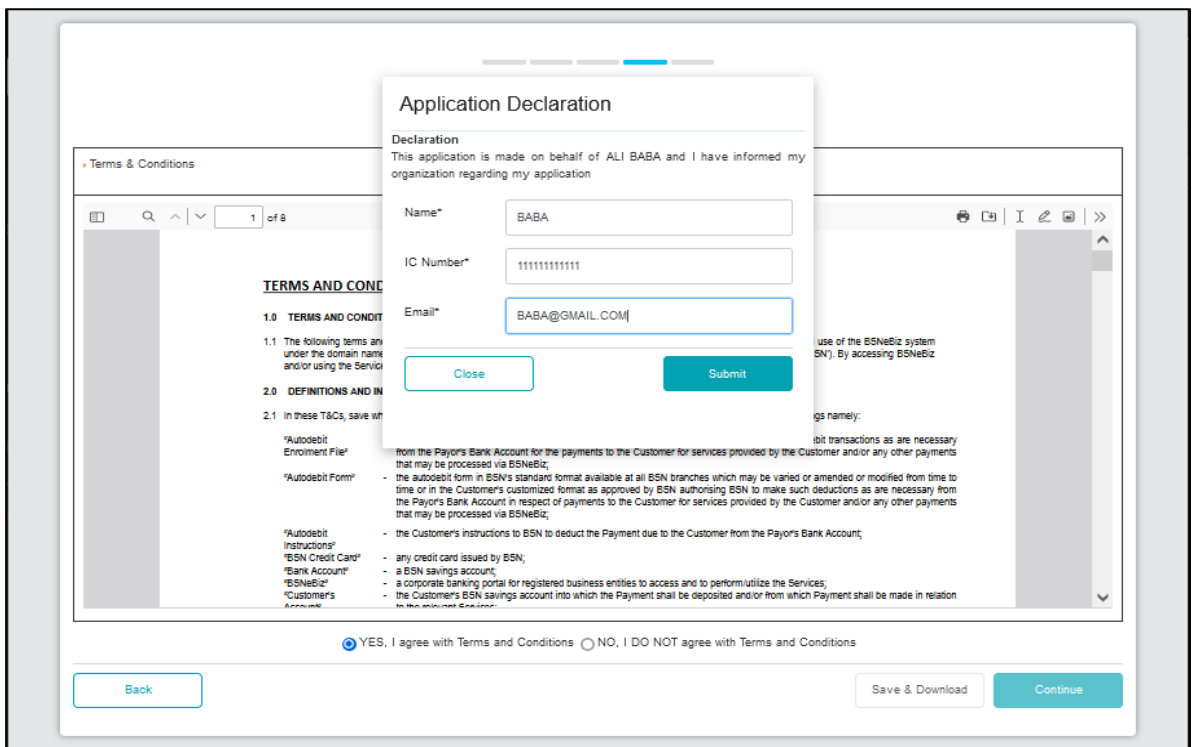 Application Declaration
Declaration
This application is made on behalf of ALI BABA and I have informed my
organization regarding my application
Name*
BABA
IC Number*
111111111111
Email*
BABA@GMAIL.COM
Close
Submit
Terms & Conditions
1 of 8
TERMS AND COND
1.0 TERMS AND CONDIT
1.1 The following terms an use of the BSNeBiz system
under the domain name SN"). By accessing BSNeBiz
and/or using the Service
2.0 DEFINITIONS AND IN
2.1 In these T&Cs, save wh gs namely:
"Autodebit bit transactions as are necessary
Enrolment File" from the Payor's Bank Account for the payments to the Customer for services provided by the Customer and/or any other payments
that may be processed via BSNeBiz;
"Autodebit Form" - the autodebit form in BSN's standard format available at all BSN branches which may be varied or amended or modified from time to
time or in the Customer's customized format as approved by BSN authorising BSN to make such deductions as are necessary from
the Payor's Bank Account in respect of payments to the Customer for services provided by the Customer and/or any other payments
that may be processed via BSNeBiz;
"Autodebit - the Customer's instructions to BSN to deduct the Payment due to the Customer from the Payor's Bank Account;
Instructions"
"BSN Credit Card" - any credit card issued by BSN;
"Bank Account" - a BSN savings account;
"BSNeBiz" - a corporate banking portal for registered business entities to access and to perform/utilize the Services;
"Customer's - the Customer's BSN savings account into which the Payment shall be deposited and/or from which Payment shall be made in relation
YES, I agree with Terms and Conditions NO, I DO NOT agree with Terms and Conditions
Back
Save & Download
Continue